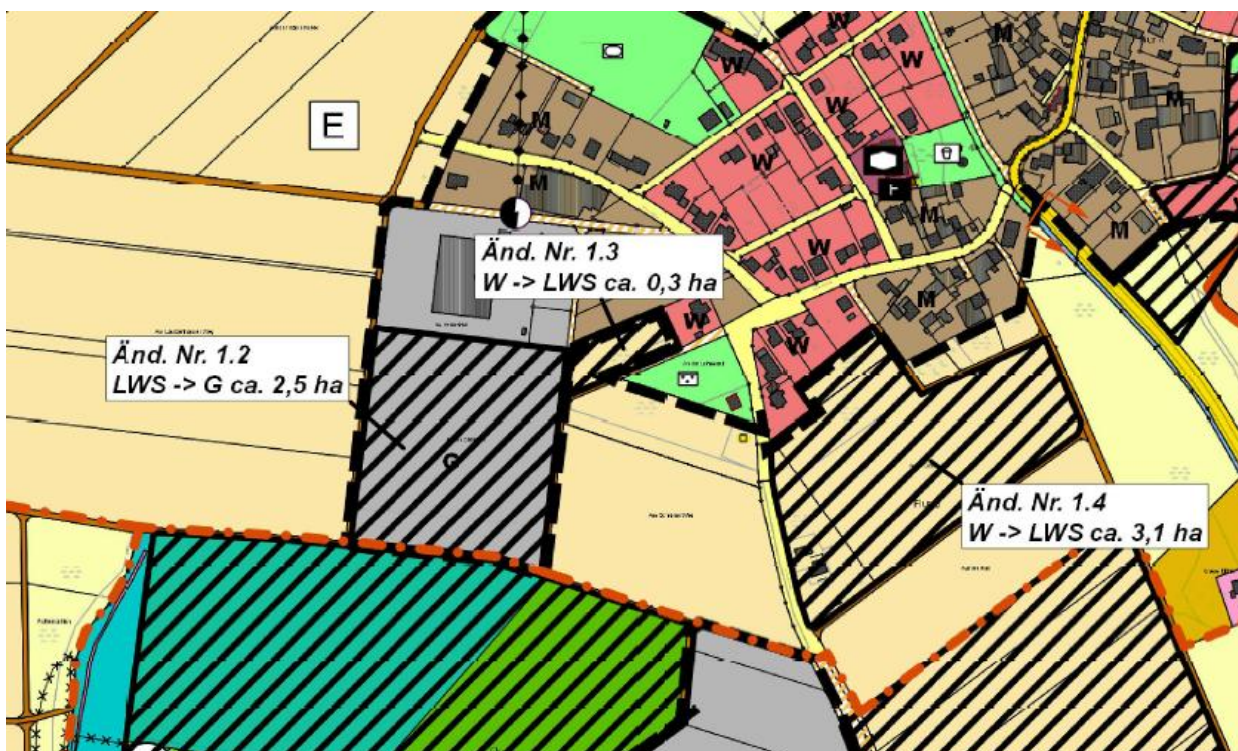 W
W
M
M
E
M
W
M
W
M
Änd. Nr. 1.3
W -> LWS ca. 0,3 ha
W
W
M
M
Änd. Nr. 1.2
LWS -> G ca. 2,5 ha
W
W
M
G
Änd. Nr. 1.4
W -> LWS ca. 3,1 ha